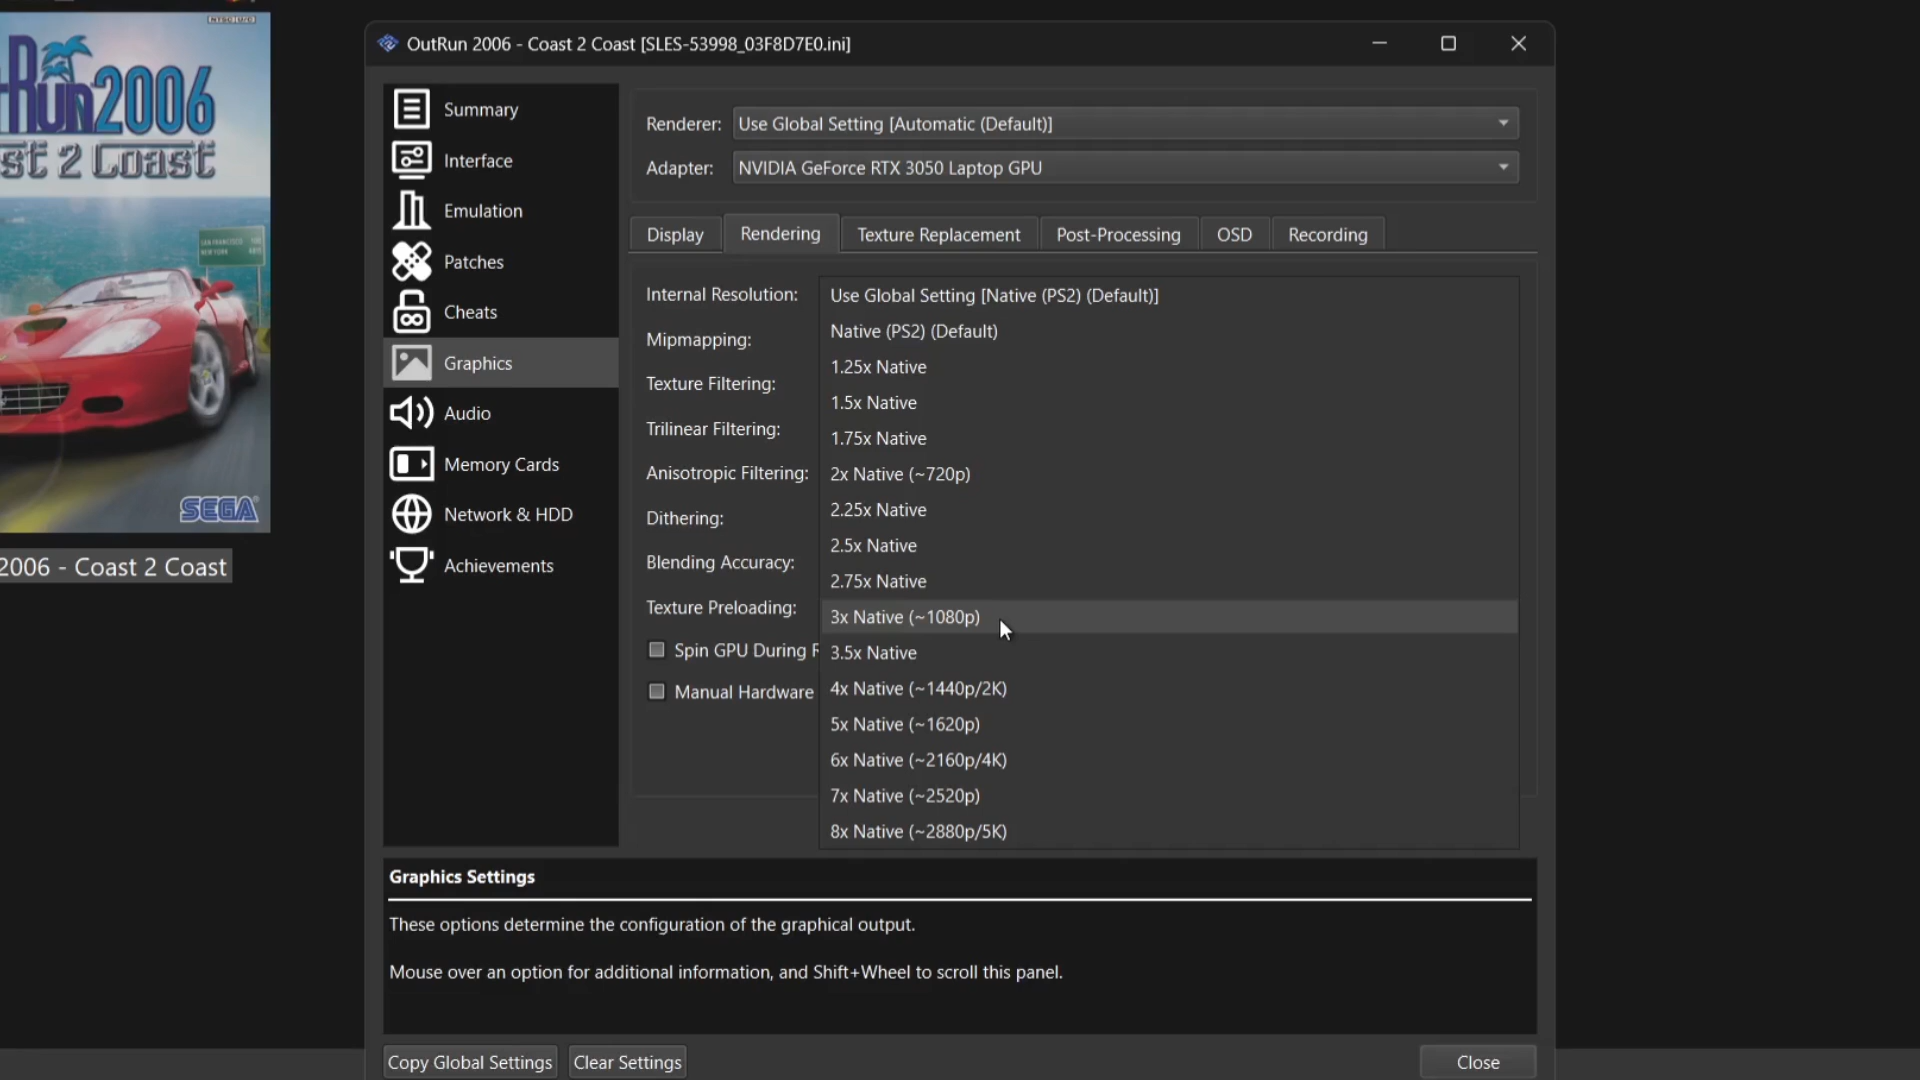 OutRun 2006 - Coast 2 Coast [SLES-53998_03F8D7E0.ini]
Run2006
st 2 Coast
SEGA
2006 - Coast 2 Coast
Summary
Interface
Emulation
Patches
Cheats
Graphics
Audio
Memory Cards
Network & HDD
Achievements
Renderer: Use Global Setting [Automatic (Default)]
Adapter: NVIDIA GeForce RTX 3050 Laptop GPU
Display Rendering Texture Replacement Post-Processing OSD Recording
Internal Resolution:
Mipmapping:
Texture Filtering:
Trilinear Filtering:
Anisotropic Filtering:
Dithering:
Blending Accuracy:
Texture Preloading:
Spin GPU During R
Manual Hardware
Use Global Setting [Native (PS2) (Default)]
Native (PS2) (Default)
1.25x Native
1.5x Native
1.75x Native
2x Native (~720p)
2.25x Native
2.5x Native
2.75x Native
3x Native (~1080p)
3.5x Native
4x Native (~1440p/2K)
5x Native (~1620p)
6x Native (~2160p/4K)
7x Native (~2520p)
8x Native (~2880p/5K)
Graphics Settings
These options determine the configuration of the graphical output.
Mouse over an option for additional information, and Shift+Wheel to scroll this panel.
Copy Global Settings Clear Settings Close